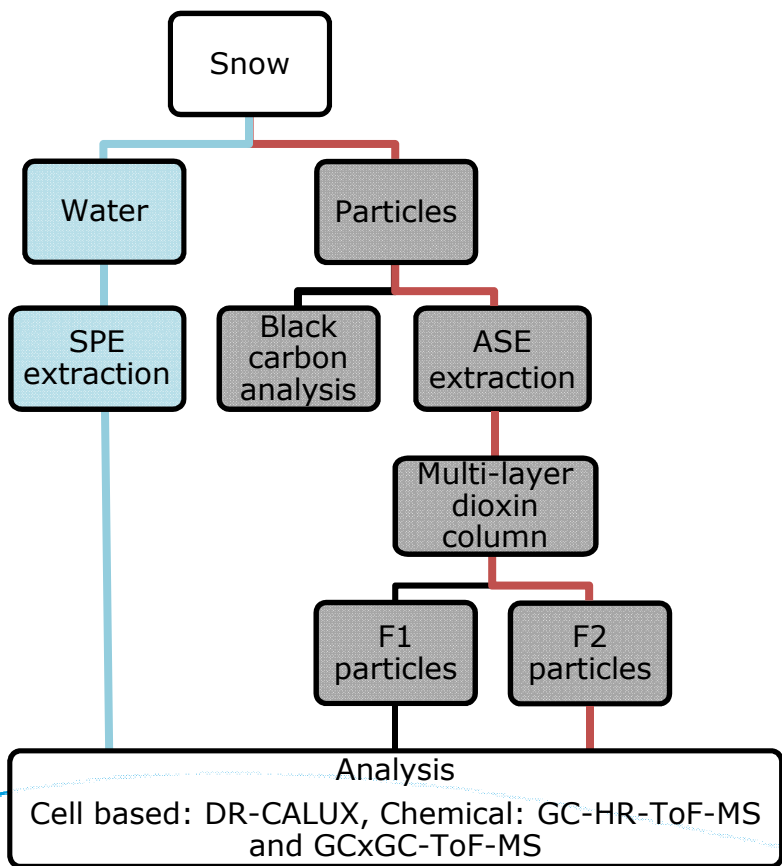 Snow
Water
Particles
SPE
extraction
Black
carbon
analysis
ASE
extraction
Multi-layer
dioxin
column
F1
particles
F2
particles
Analysis
Cell based: DR-CALUX, Chemical: GC-HR-ToF-MS
and GCxGC-ToF-MS